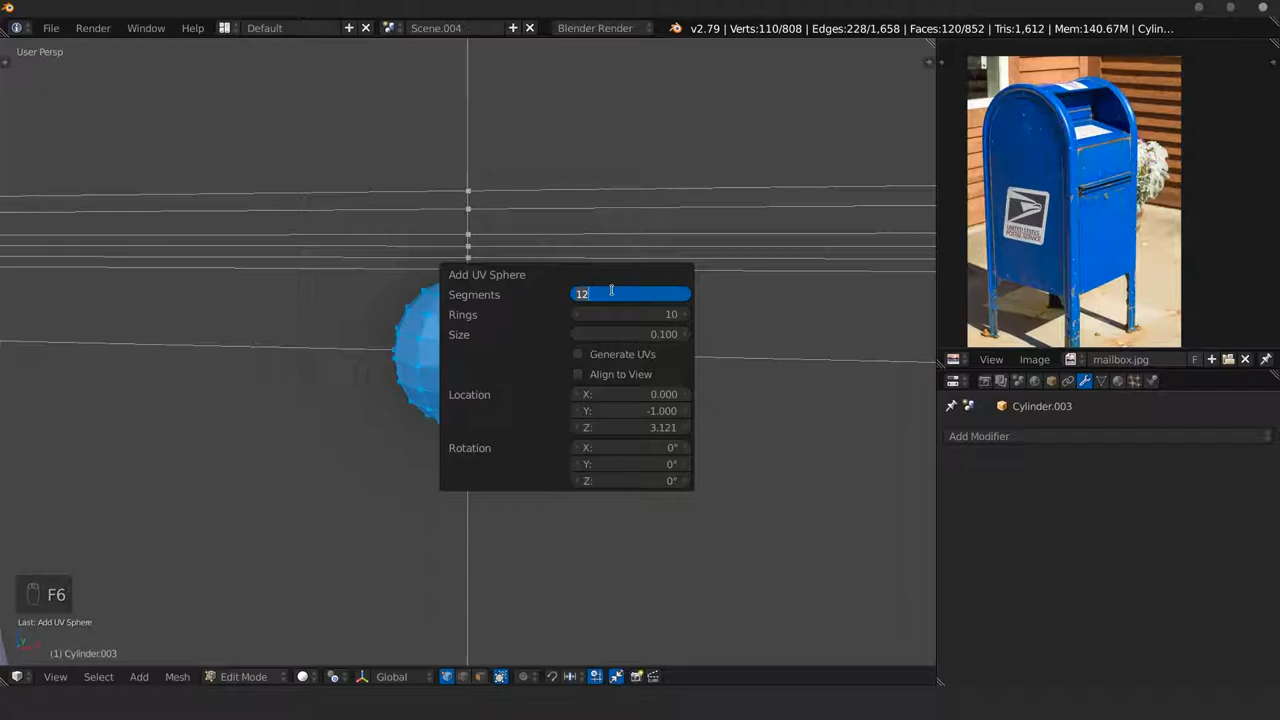 File Render Window Help Default Scene.004 Blender Render v2.79 | Verts:110/808 | Edges:228/1,658 | Faces:120/852 | Tris:1,612 | Mem:140.67M | Cylin...
User Persp
UNITED STATES
POSTAL SERVICE
Add UV Sphere
Segments 12
Rings 10
Size 0.100
Generate UVs
Align to View
Location X: 0.000
Y: -1.000
Z: 3.121
Rotation X: 0°
Y: 0°
Z: 0°
View Image mailbox.jpg F
Cylinder.003
Add Modifier
F6
Last: Add UV Sphere
(1) Cylinder.003
View Select Add Mesh Edit Mode Global